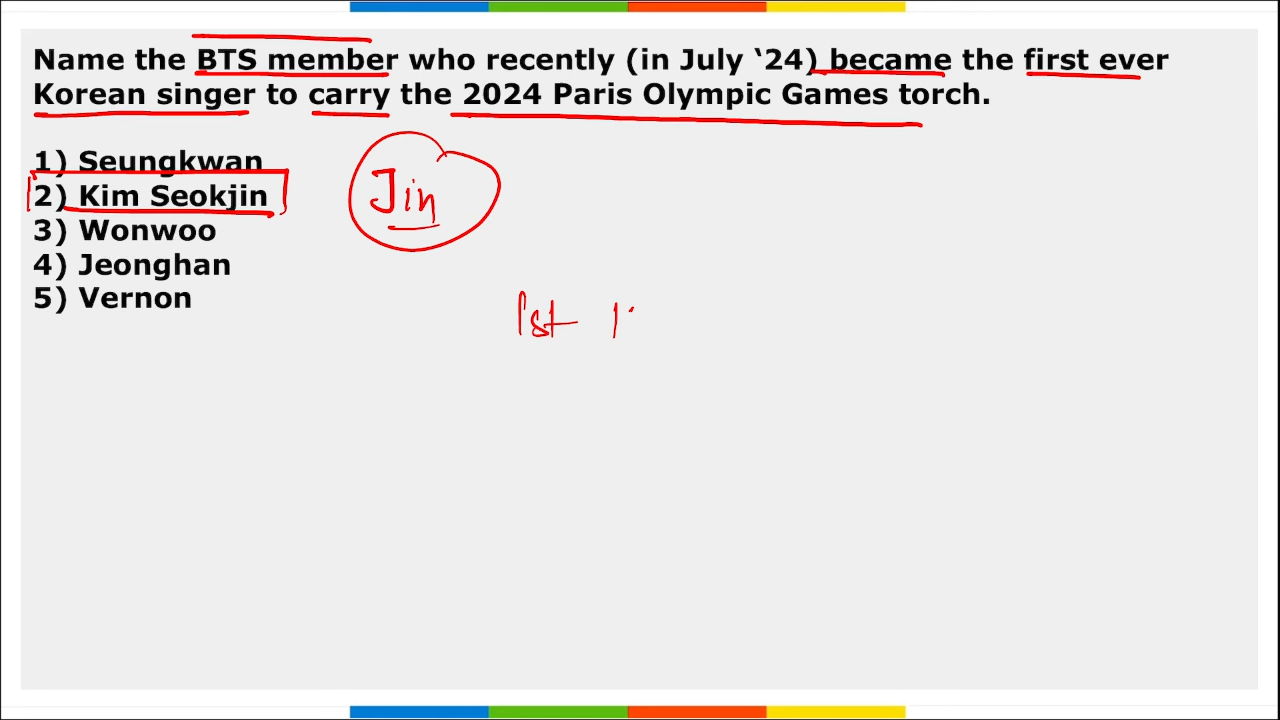 Name the BTS member who recently (in July ‘24) became the first ever
Korean singer to carry the 2024 Paris Olympic Games torch.
1) Seungkwan
2) Kim Seokjin
3) Wonwoo
4) Jeonghan
5) Vernon
Jin
1st